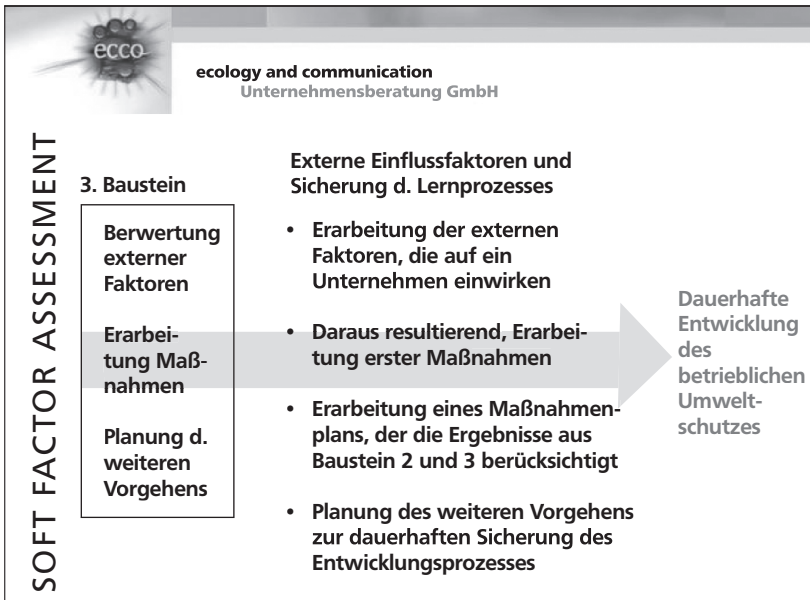 ecco
ecology and communication
Unternehmensberatung GmbH
SOFT FACTOR ASSESSMENT
3. Baustein
Berwertung
externer
Faktoren
Erarbei-
tung Maß-
nahmen
Planung d.
weiteren
Vorgehens
Externe Einflussfaktoren und
Sicherung d. Lernprozesses
• Erarbeitung der externen
Faktoren, die auf ein
Unternehmen einwirken
• Daraus resultierend, Erarbei-
tung erster Maßnahmen
• Erarbeitung eines Maßnahmen-
plans, der die Ergebnisse aus
Baustein 2 und 3 berücksichtigt
• Planung des weiteren Vorgehens
zur dauerhaften Sicherung des
Entwicklungsprozesses
Dauerhafte
Entwicklung
des
betrieblichen
Umwelt-
schutzes